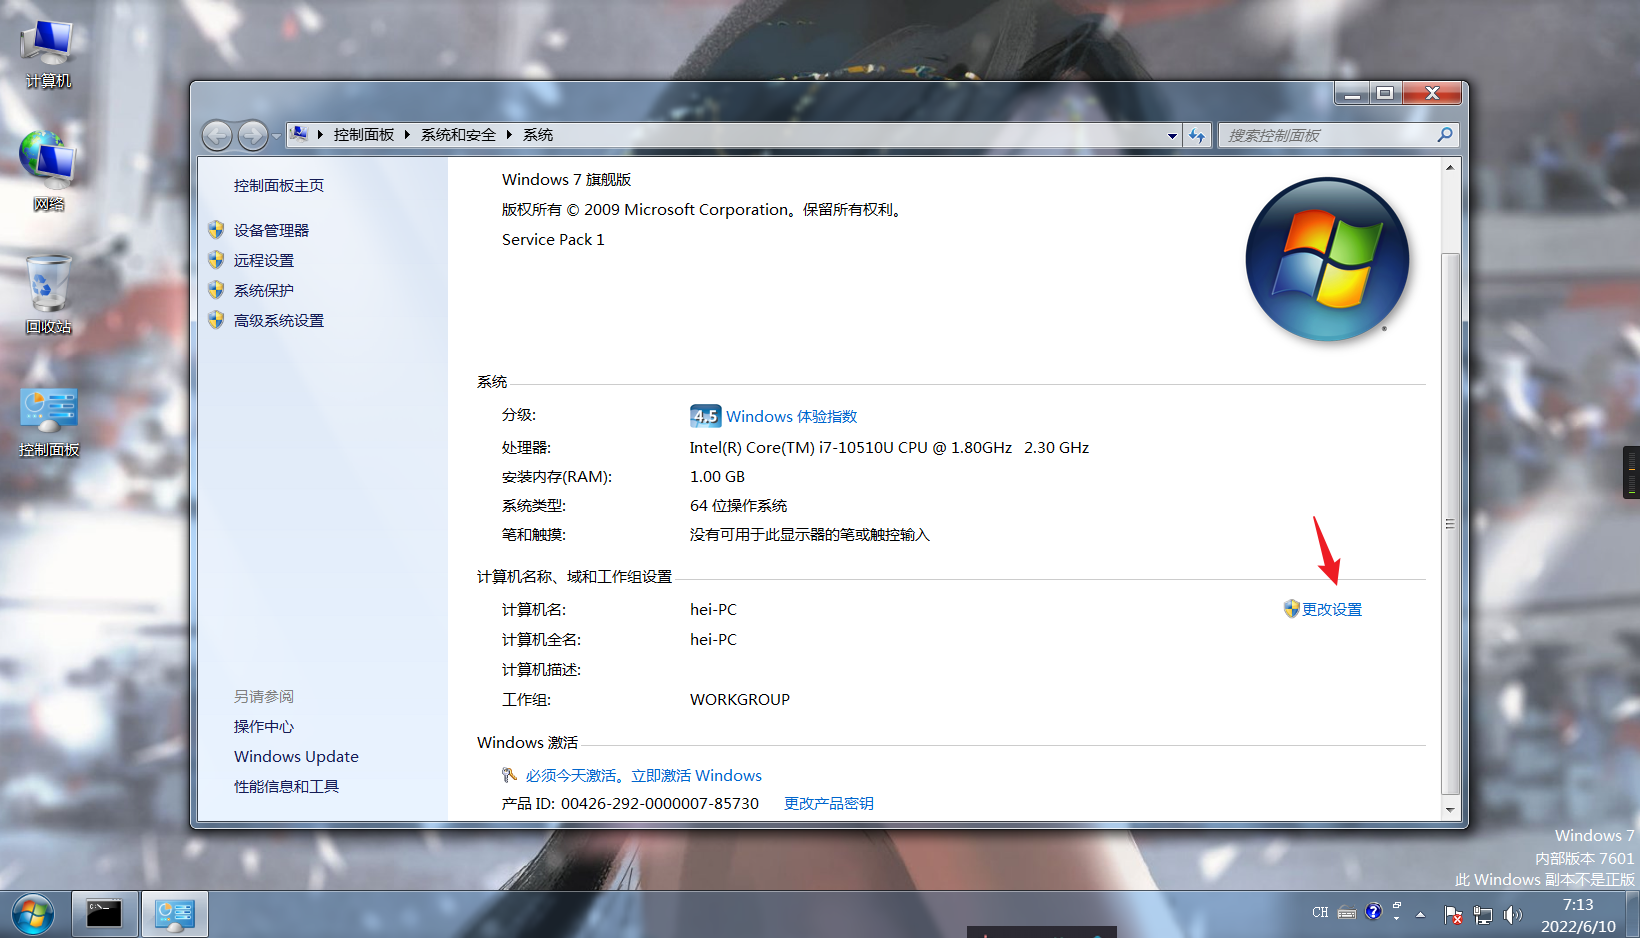 计算机
网络
回收站
控制面板
控制面板
系统和安全
系统
搜索控制面板
控制面板主页
设备管理器
远程设置
系统保护
高级系统设置
另请参阅
操作中心
Windows Update
性能信息和工具
Windows 7 旗舰版
版权所有 © 2009 Microsoft Corporation。保留所有权利。
Service Pack 1
系统
分级: 4.5 Windows 体验指数
处理器: Intel(R) Core(TM) i7-10510U CPU @ 1.80GHz 2.30 GHz
安装内存(RAM): 1.00 GB
系统类型: 64 位操作系统
笔和触摸: 没有可用于此显示器的笔或触控输入
计算机名称、域和工作组设置
计算机名: hei-PC 更改设置
计算机全名: hei-PC
计算机描述:
工作组: WORKGROUP
Windows 激活
必须今天激活。立即激活 Windows
产品 ID: 00426-292-0000007-85730 更改产品密钥
Windows 7
内部版本 7601
此 Windows 副本不是正版
CH
7:13
2022/6/10